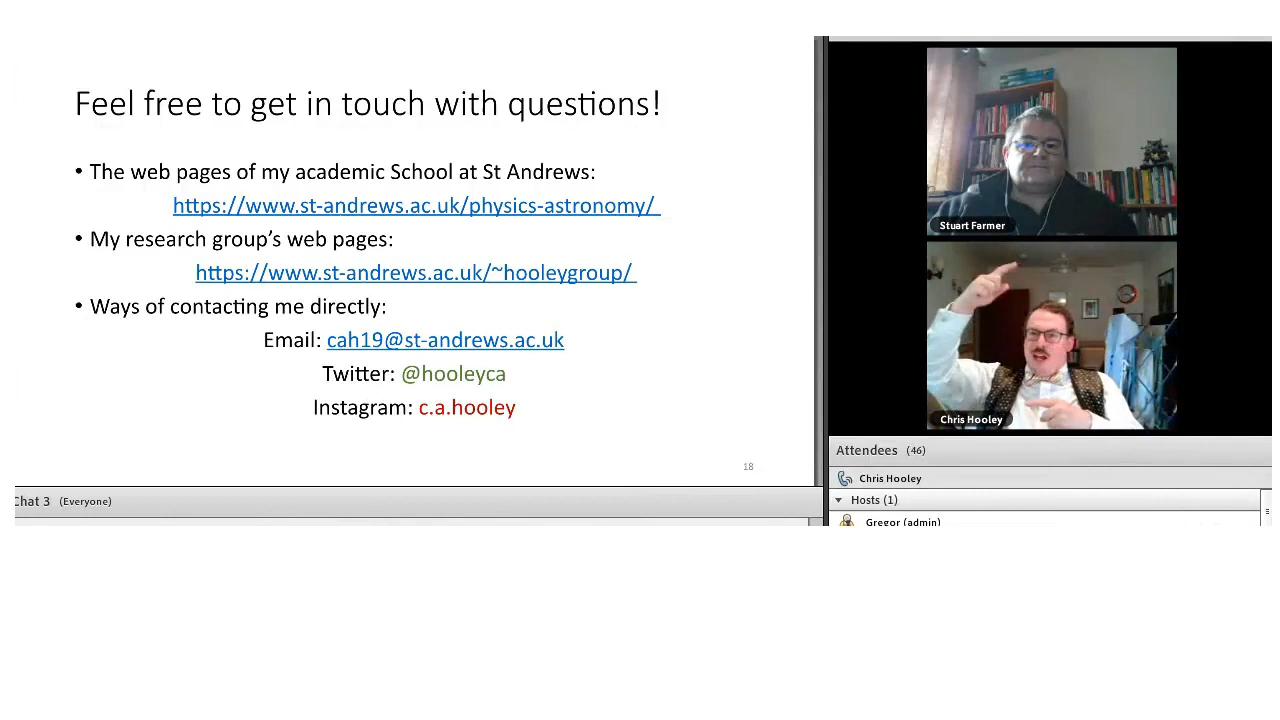 Feel free to get in touch with questions!
• The web pages of my academic School at St Andrews:
https://www.st-andrews.ac.uk/physics-astronomy/
• My research group’s web pages:
https://www.st-andrews.ac.uk/~hooleygroup/
• Ways of contacting me directly:
Email: cah19@st-andrews.ac.uk
Twitter: @hooleyca
Instagram: c.a.hooley
18
Chat 3 (Everyone)
Stuart Farmer
Chris Hooley
Attendees (46)
Chris Hooley
Hosts (1)
Gregor (admin)